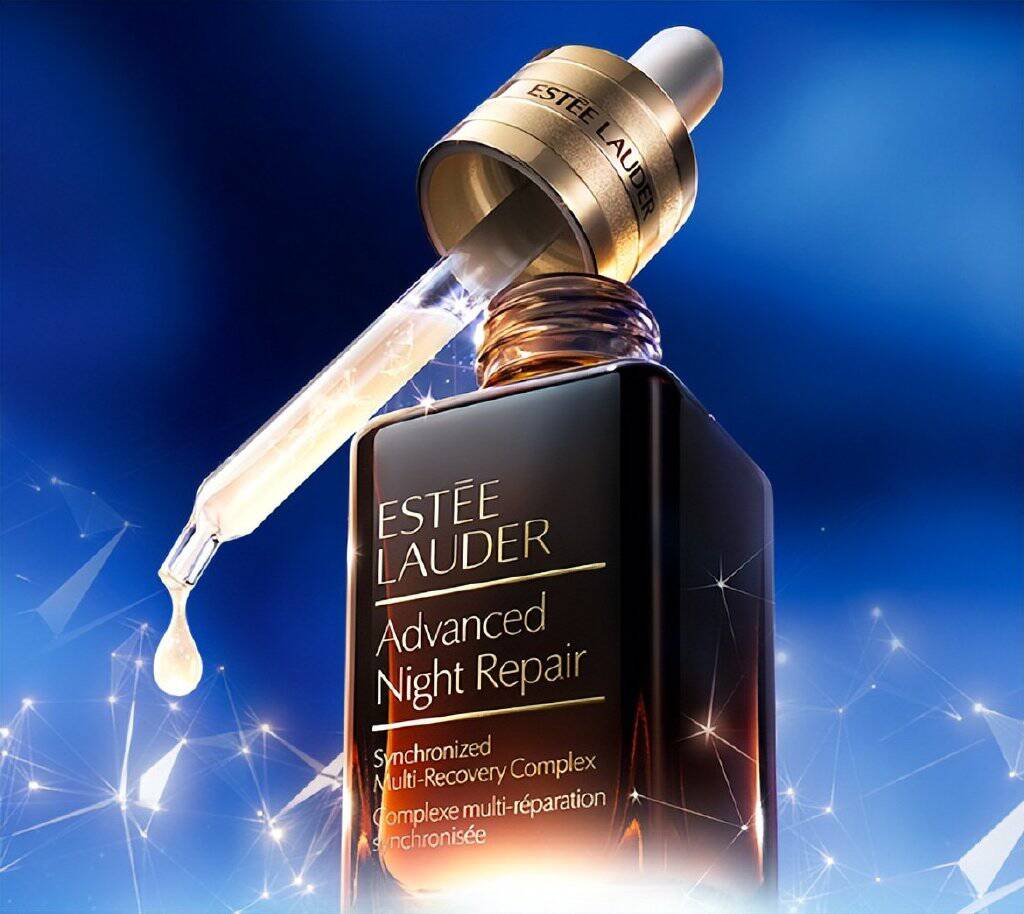 ESTĒE LAUDER
ESTĒE
LAUDER
Advanced
Night Repair
Synchronized
Multi-Recovery Complex
Complexe multi-réparation
synchronisée